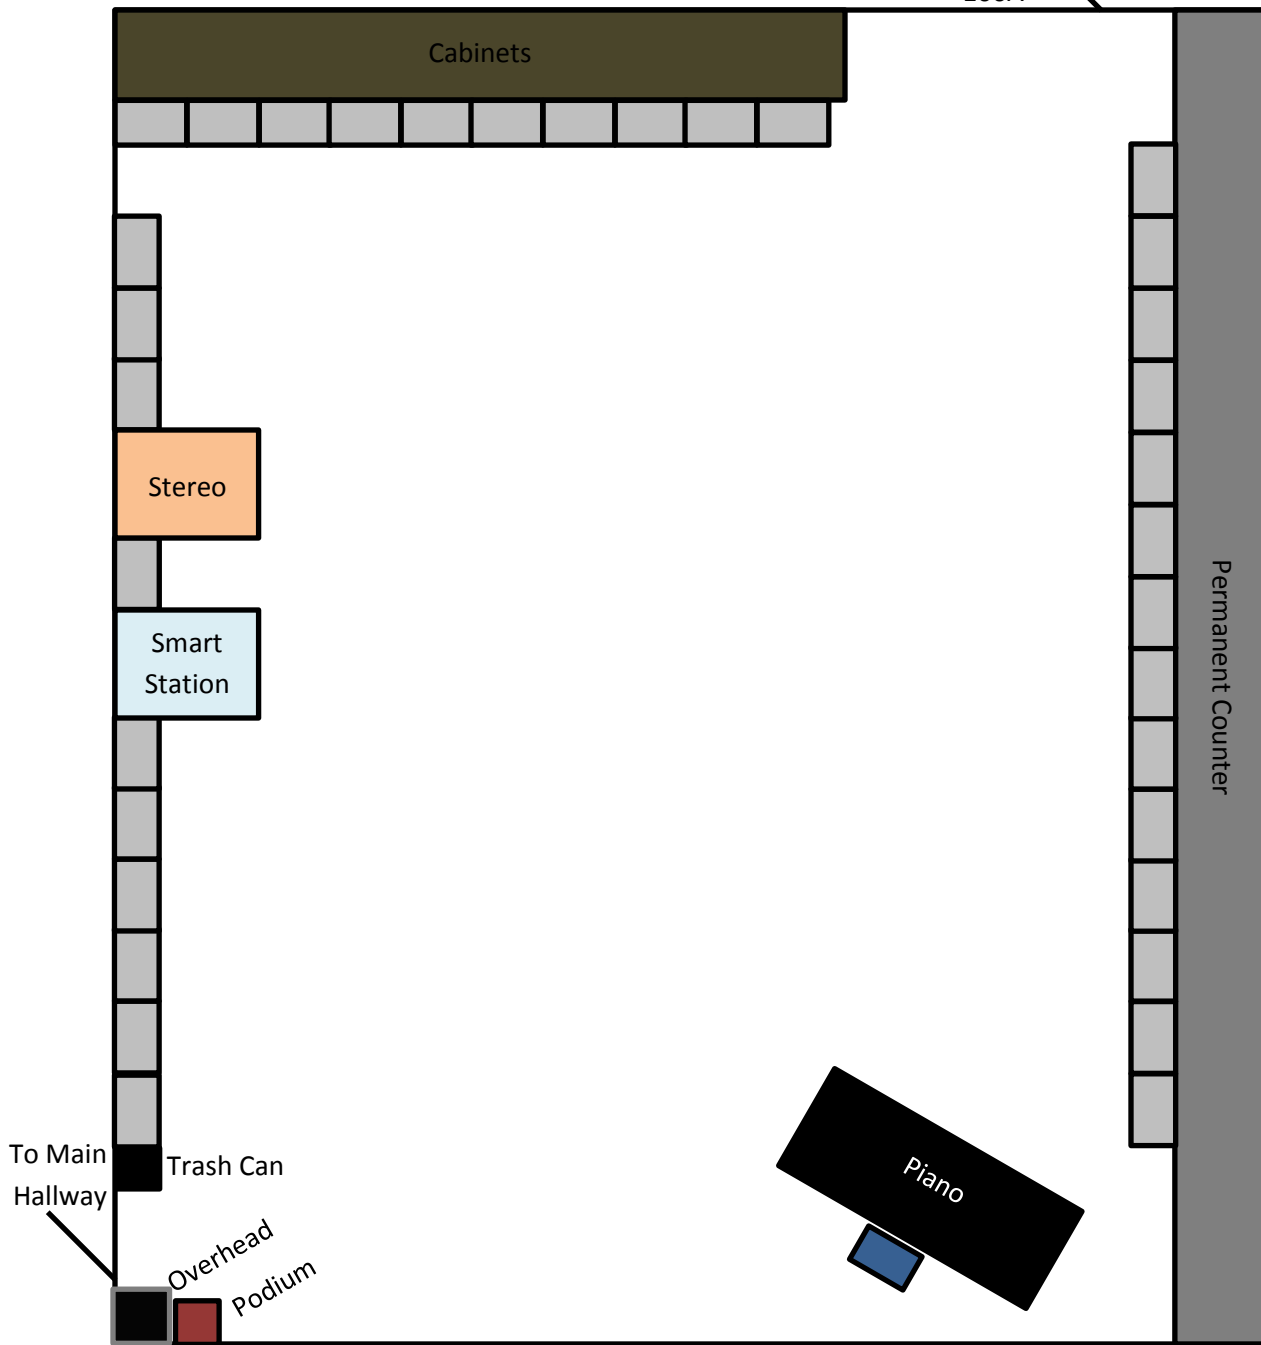 Cabinets
Stereo
Smart
Station
Permanent Counter
To Main
Hallway
Trash Can
Overhead
Podium
Piano